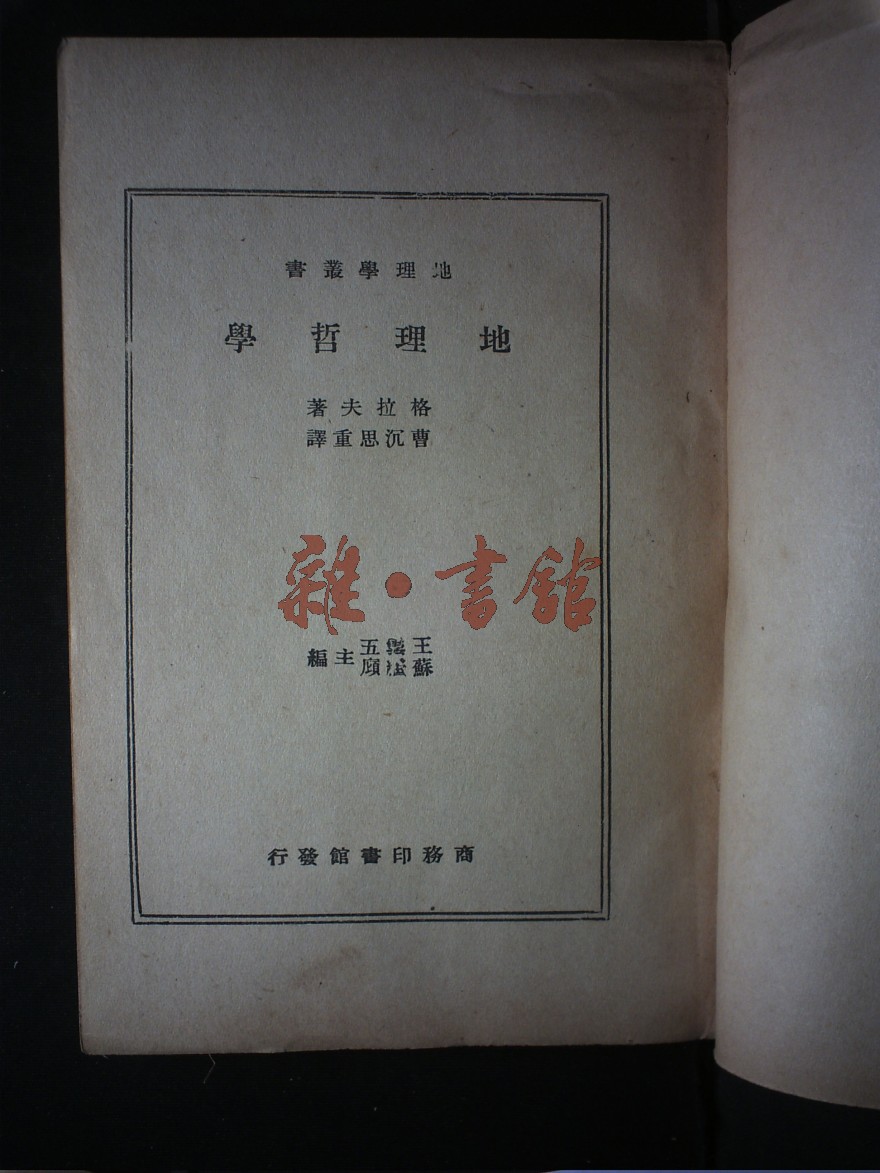 地理學叢書
地理哲學
格拉夫著
曹沉思重譯
雜·書館
王五
蘇
主編
商務印書館發行